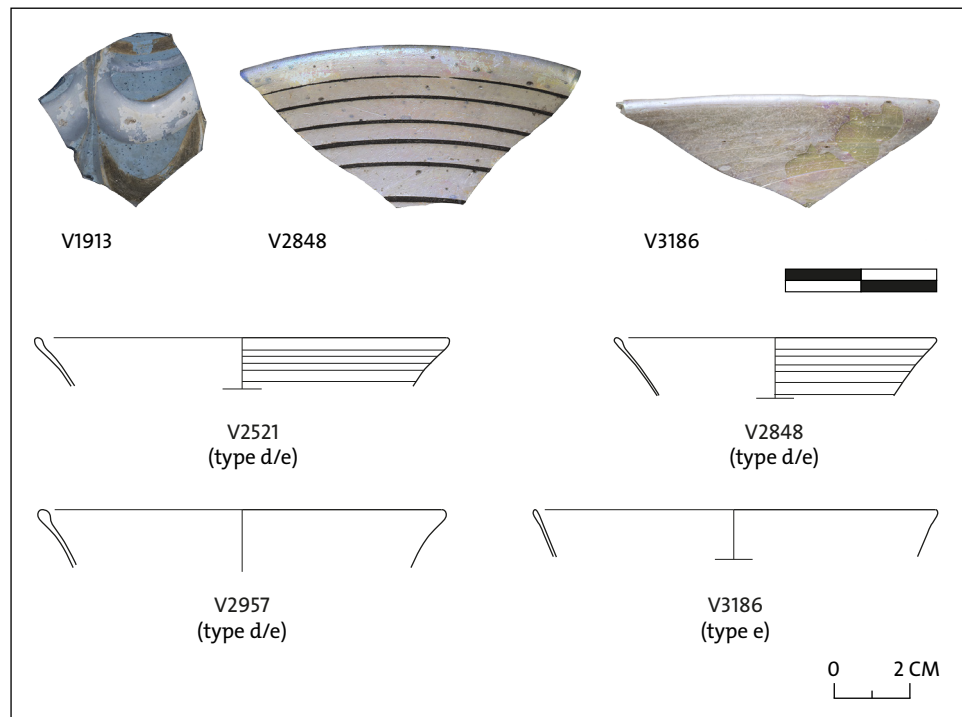 V1913
V2848
V3186
V2521
(type d/e)
V2848
(type d/e)
V2957
(type d/e)
V3186
(type e)
0 2 CM